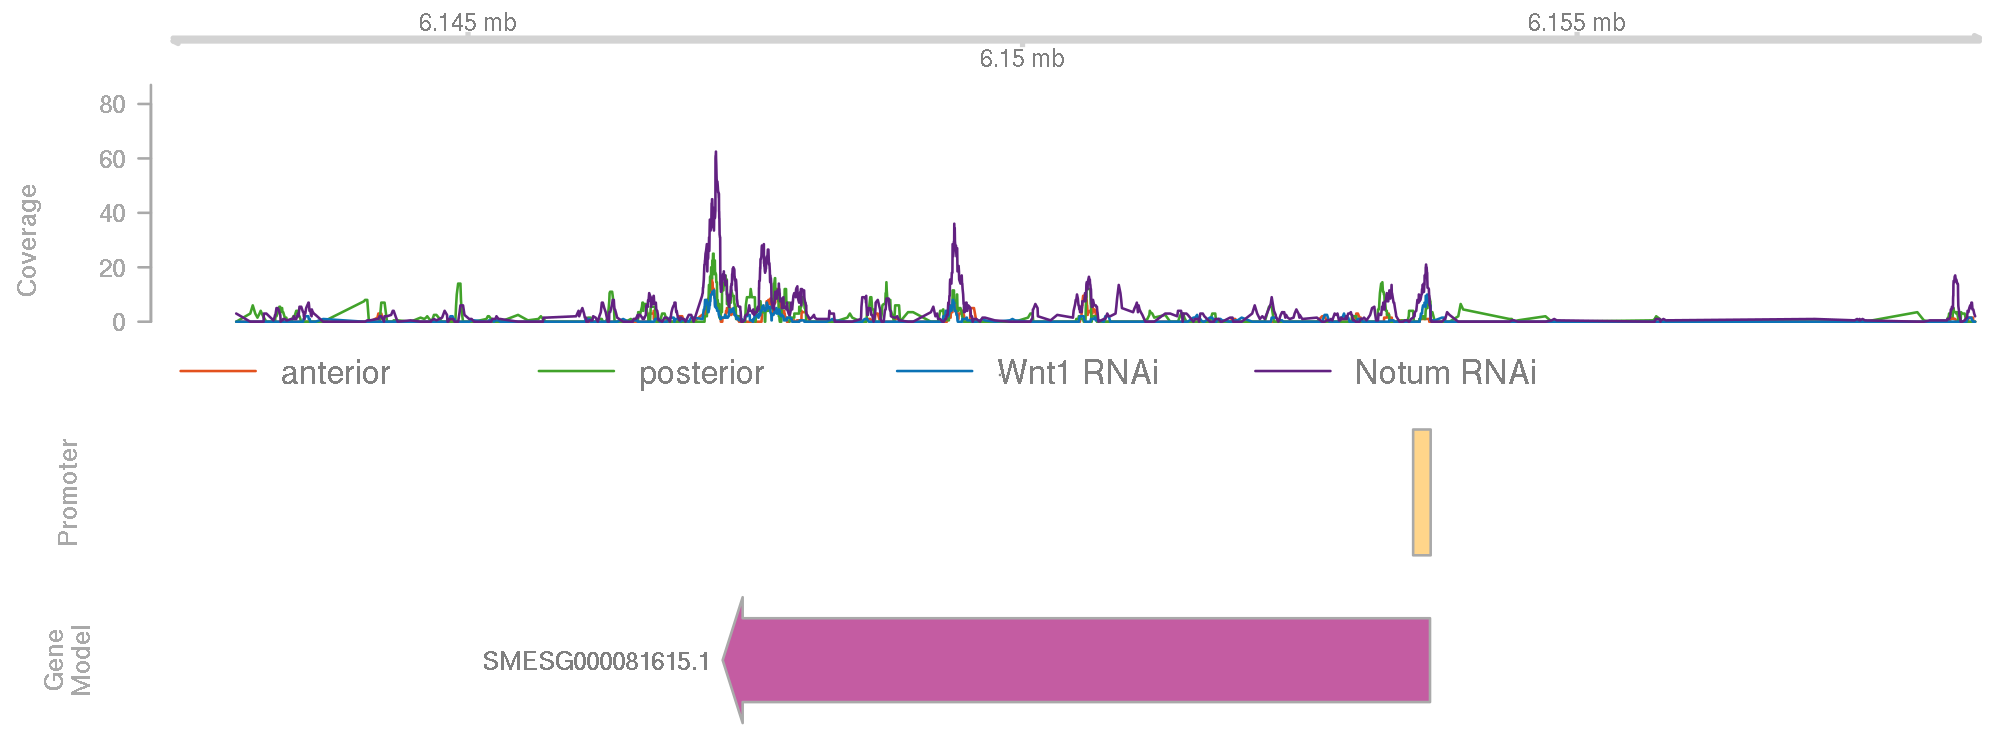 6.145 mb
6.155 mb
6.15 mb
80
60
40
20
0
Coverage
anterior posterior Wnt1 RNAi Notum RNAi
Promoter
Gene
Model
SMESG000081615.1